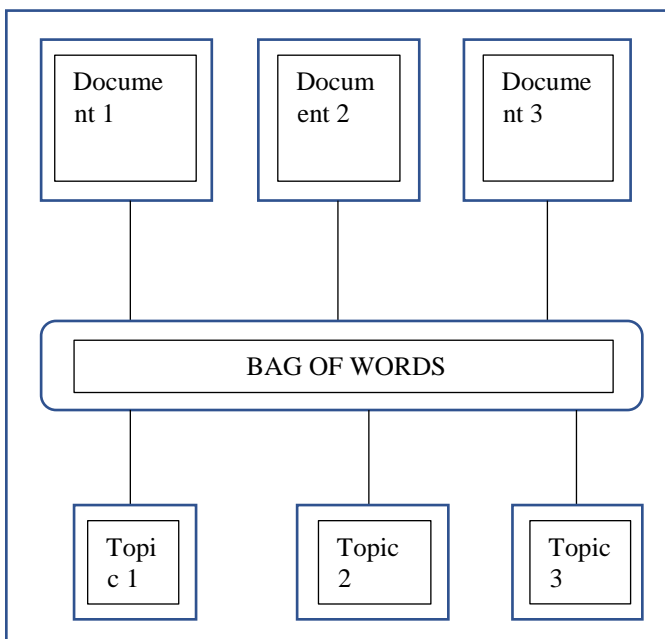 Docume
nt 1
Docum
ent 2
Docume
nt 3
BAG OF WORDS
Topi
c 1
Topic
2
Topic
3